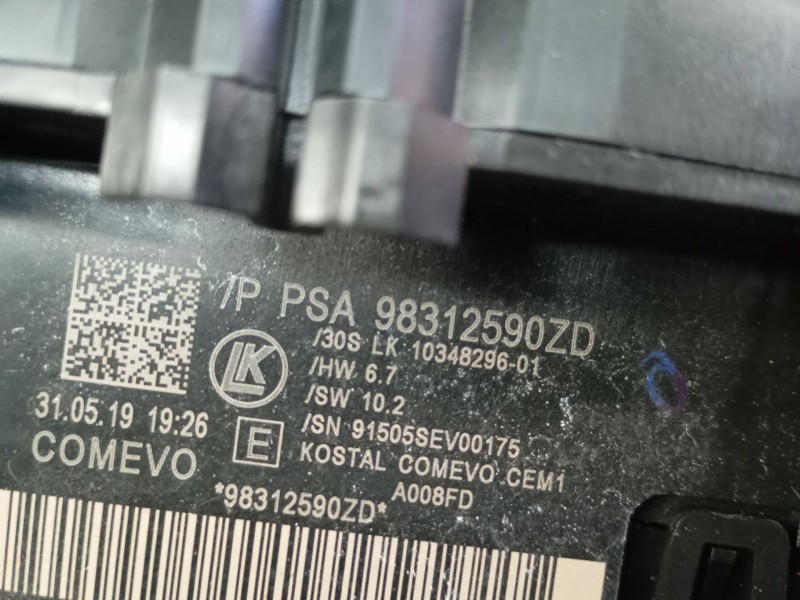 /P PSA 98312590ZD
/30S LK 10348296-01
LK
/HW 6.7
/SW 10.2
31.05.19 19:26
/SN 91505SEV00175
E
COMEVO
KOSTAL COMEVO CEM1
A008FD
*98312590ZD*